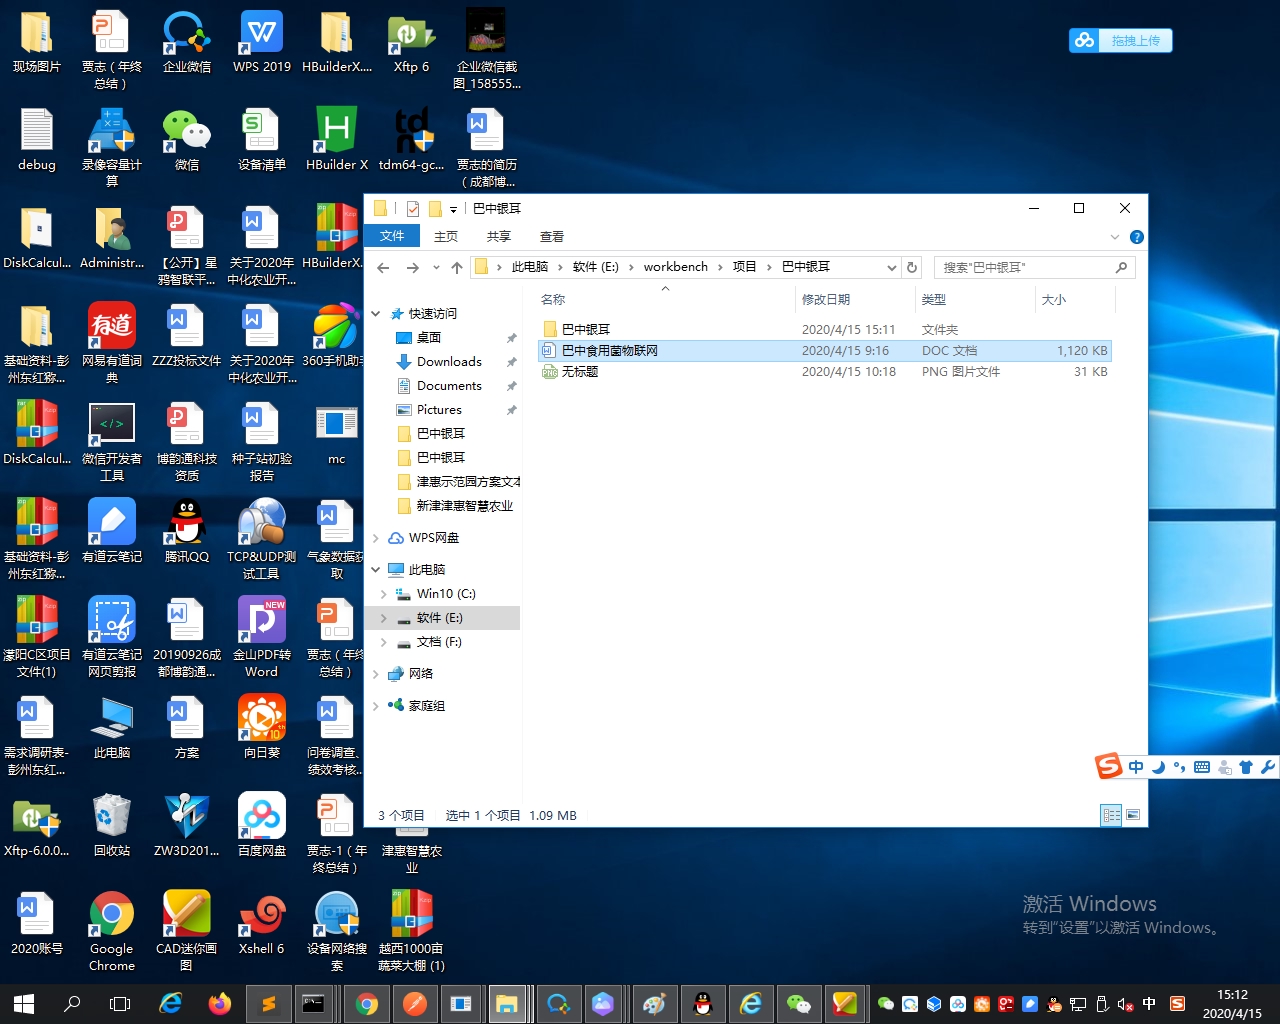 现场图片
贾志（年终
总结）
企业微信
WPS 2019
HBuilderX....
Xftp 6
企业微信截
图_158555...
debug
录像容量计
算
微信
设备清单
HBuilder X
tdm64-gc...
贾志的简历
（成都博...
DiskCalcul...
Administr...
【公开】星
鸦智联平...
关于2020年
中化农业开...
HBuilderX.
基础资料-彭
州东红猕...
网易有道词
典
ZZZ投标文件
关于2020年
中化农业开...
360手机助手
DiskCalcul...
微信开发者
工具
博韵通科技
资质
种子站初验
报告
mc
基础资料-彭
州东红猕...
有道云笔记
腾讯QQ
TCP&UDP测
试工具
气象数据获
取
濛阳C区项目
文件(1)
有道云笔记
网页剪报
20190926成
都博韵通...
金山PDF转
Word
贾志（年终
总结）
需求调研表-
彭州东红...
此电脑
方案
向日葵
问卷调查、
绩效考核...
Xftp-6.0.0...
回收站
ZW3D201...
百度网盘
贾志-1（年
终总结）
津惠智慧农
业
2020账号
Google
Chrome
CAD迷你画
图
Xshell 6
设备网络搜
索
越西1000亩
蔬菜大棚 (1)
拖拽上传
巴中银耳
文件
主页
共享
查看
此电脑 › 软件 (E:) › workbench › 项目 › 巴中银耳
搜索"巴中银耳"
名称
修改日期
类型
大小
巴中银耳
2020/4/15 15:11
文件夹
巴中食用菌物联网
2020/4/15 9:16
DOC 文档
1,120 KB
无标题
2020/4/15 10:18
PNG 图片文件
31 KB
快速访问
桌面
Downloads
Documents
Pictures
巴中银耳
巴中银耳
津惠示范园方案文本
新津津惠智慧农业
WPS网盘
此电脑
Win10 (C:)
软件 (E:)
文档 (F:)
网络
家庭组
3 个项目
选中 1 个项目
1.09 MB
中
激活 Windows
转到"设置"以激活 Windows。
中
15:12
2020/4/15